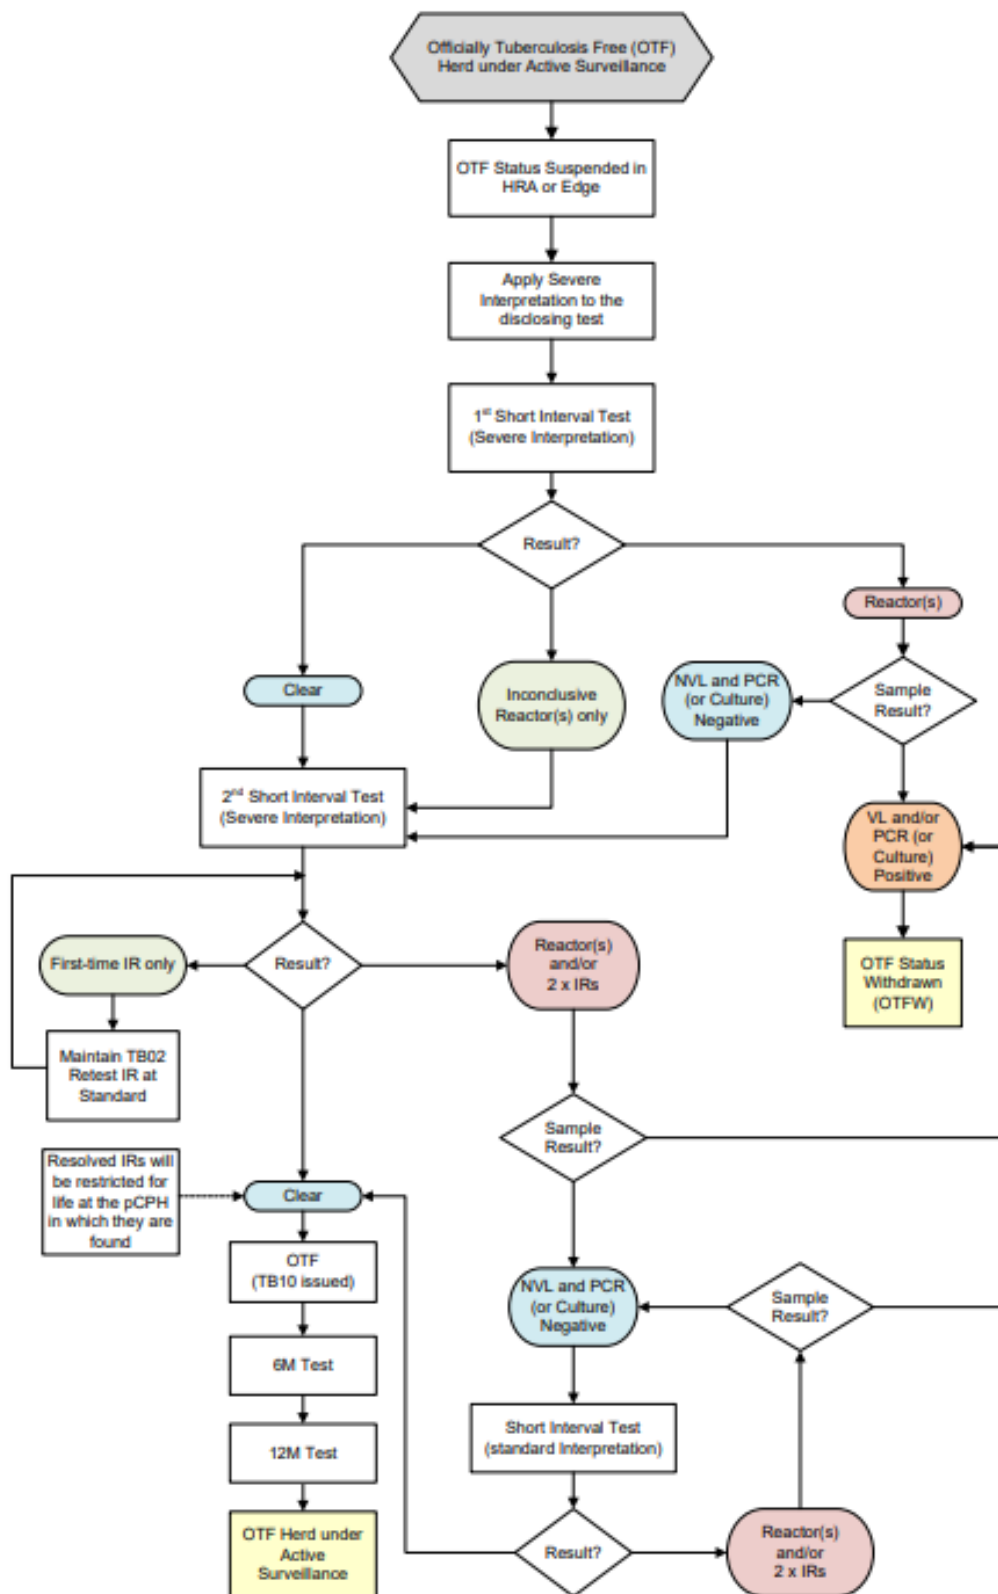 Officially Tuberculosis Free (OTF)
Herd under Active Surveillance
OTF Status Suspended in
HRA or Edge
Apply Severe
Interpretation to the
disclosing test
1st Short Interval Test
(Severe Interpretation)
Result?
Reactor(s)
Clear
Inconclusive
Reactor(s) only
NVL and PCR
(or Culture)
Negative
Sample
Result?
2nd Short Interval Test
(Severe Interpretation)
VL and/or
PCR (or
Culture)
Positive
First-time IR only
Result?
Reactor(s)
and/or
2 x IRs
OTF Status
Withdrawn
(OTFW)
Maintain TB02
Retest IR at
Standard
Sample
Result?
Resolved IRs will
be restricted for
life at the pCPH
in which they are
found
Clear
OTF
(TB10 issued)
NVL and PCR
(or Culture)
Negative
Sample
Result?
6M Test
Short Interval Test
(standard Interpretation)
12M Test
OTF Herd under
Active
Surveillance
Result?
Reactor(s)
and/or
2 x IRs